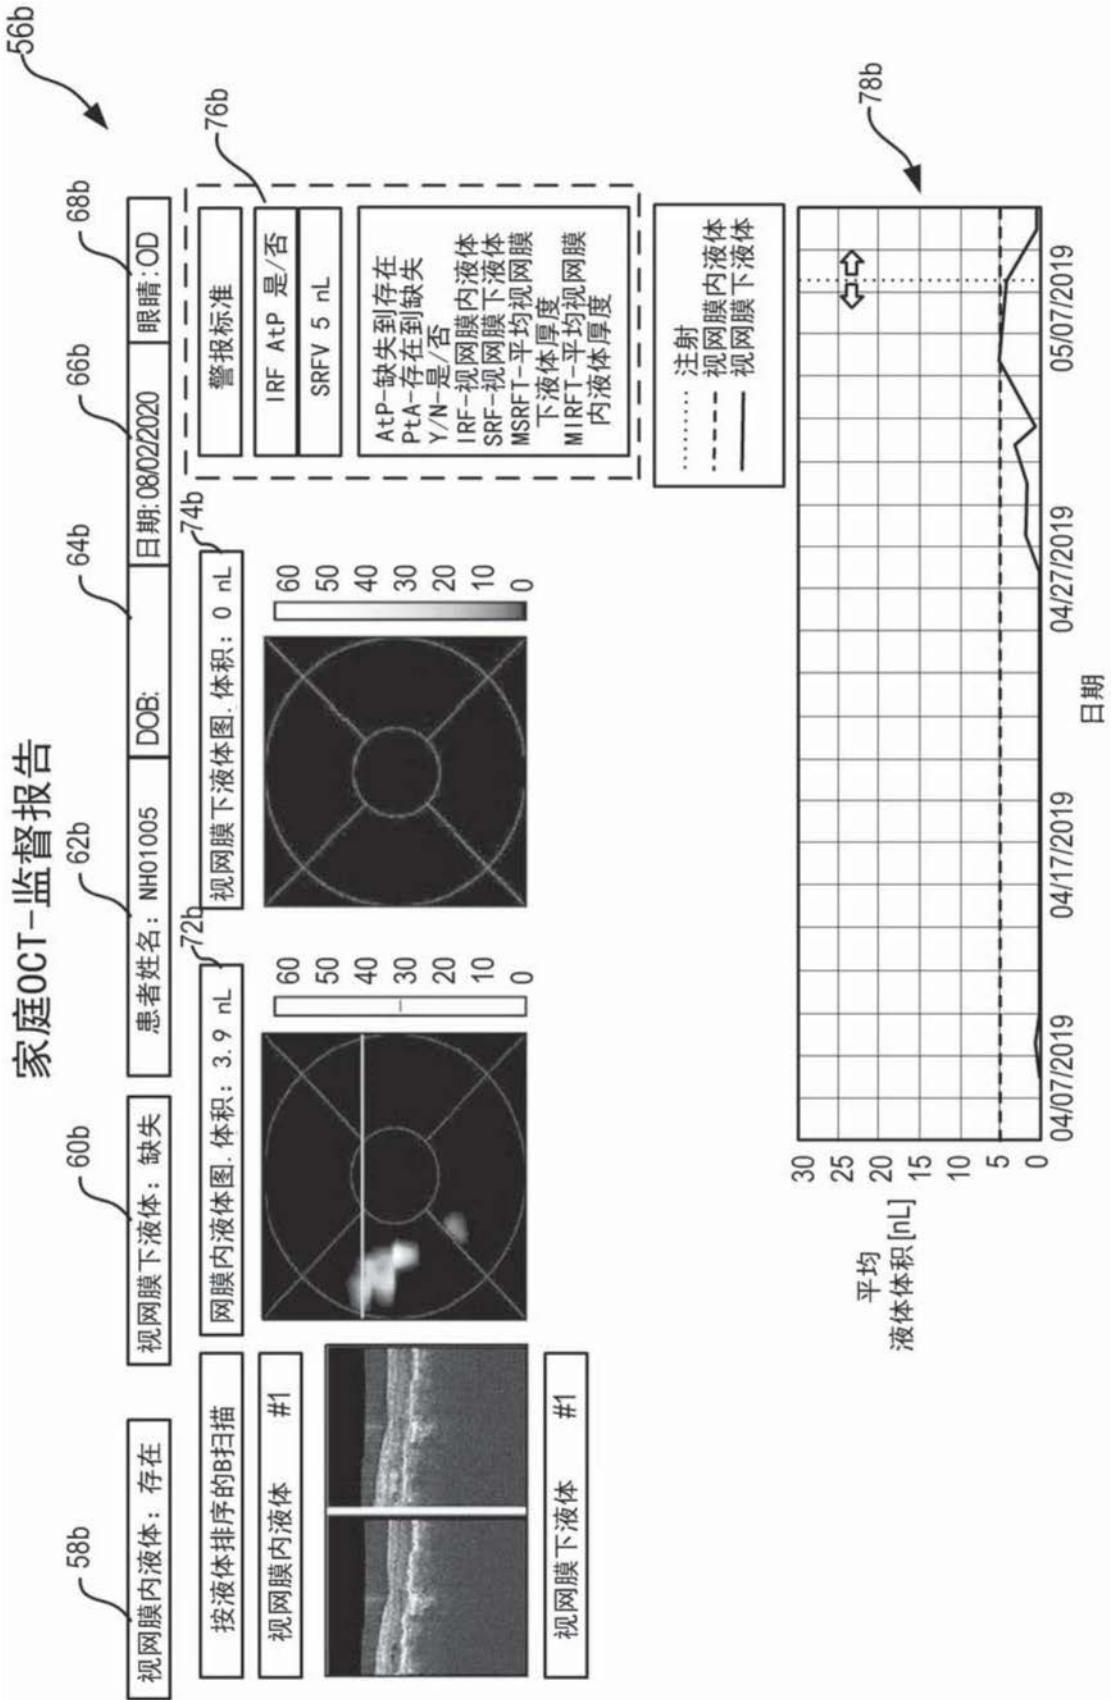 家庭OCT-监督报告
56b
58b
60b
62b
64b
66b
68b
视网膜内液体: 存在
视网膜下液体: 缺失
患者姓名: NH01005
DOB:
日期: 08/02/2020
眼睛:OD
72b
74b
76b
按液体排序的B扫描
网膜内液体图.体积: 3.9 nL
视网膜下液体图.体积: 0 nL
警报标准
视网膜内液体 #1
IRF AtP 是/否
SRFV 5 nL
60
50
40
30
20
10
0
60
50
40
30
20
10
0
AtP-缺失到存在
PtA-存在到缺失
Y/N-是/否
IRF-视网膜内液体
SRF-视网膜下液体
MSRFT-平均视网膜
下液体厚度
MIRFT-平均视网膜
内液体厚度
视网膜下液体 #1
注射
视网膜内液体
视网膜下液体
78b
平均
液体体积[nL]
30
25
20
15
10
5
0
04/07/2019
04/17/2019
04/27/2019
05/07/2019
日期